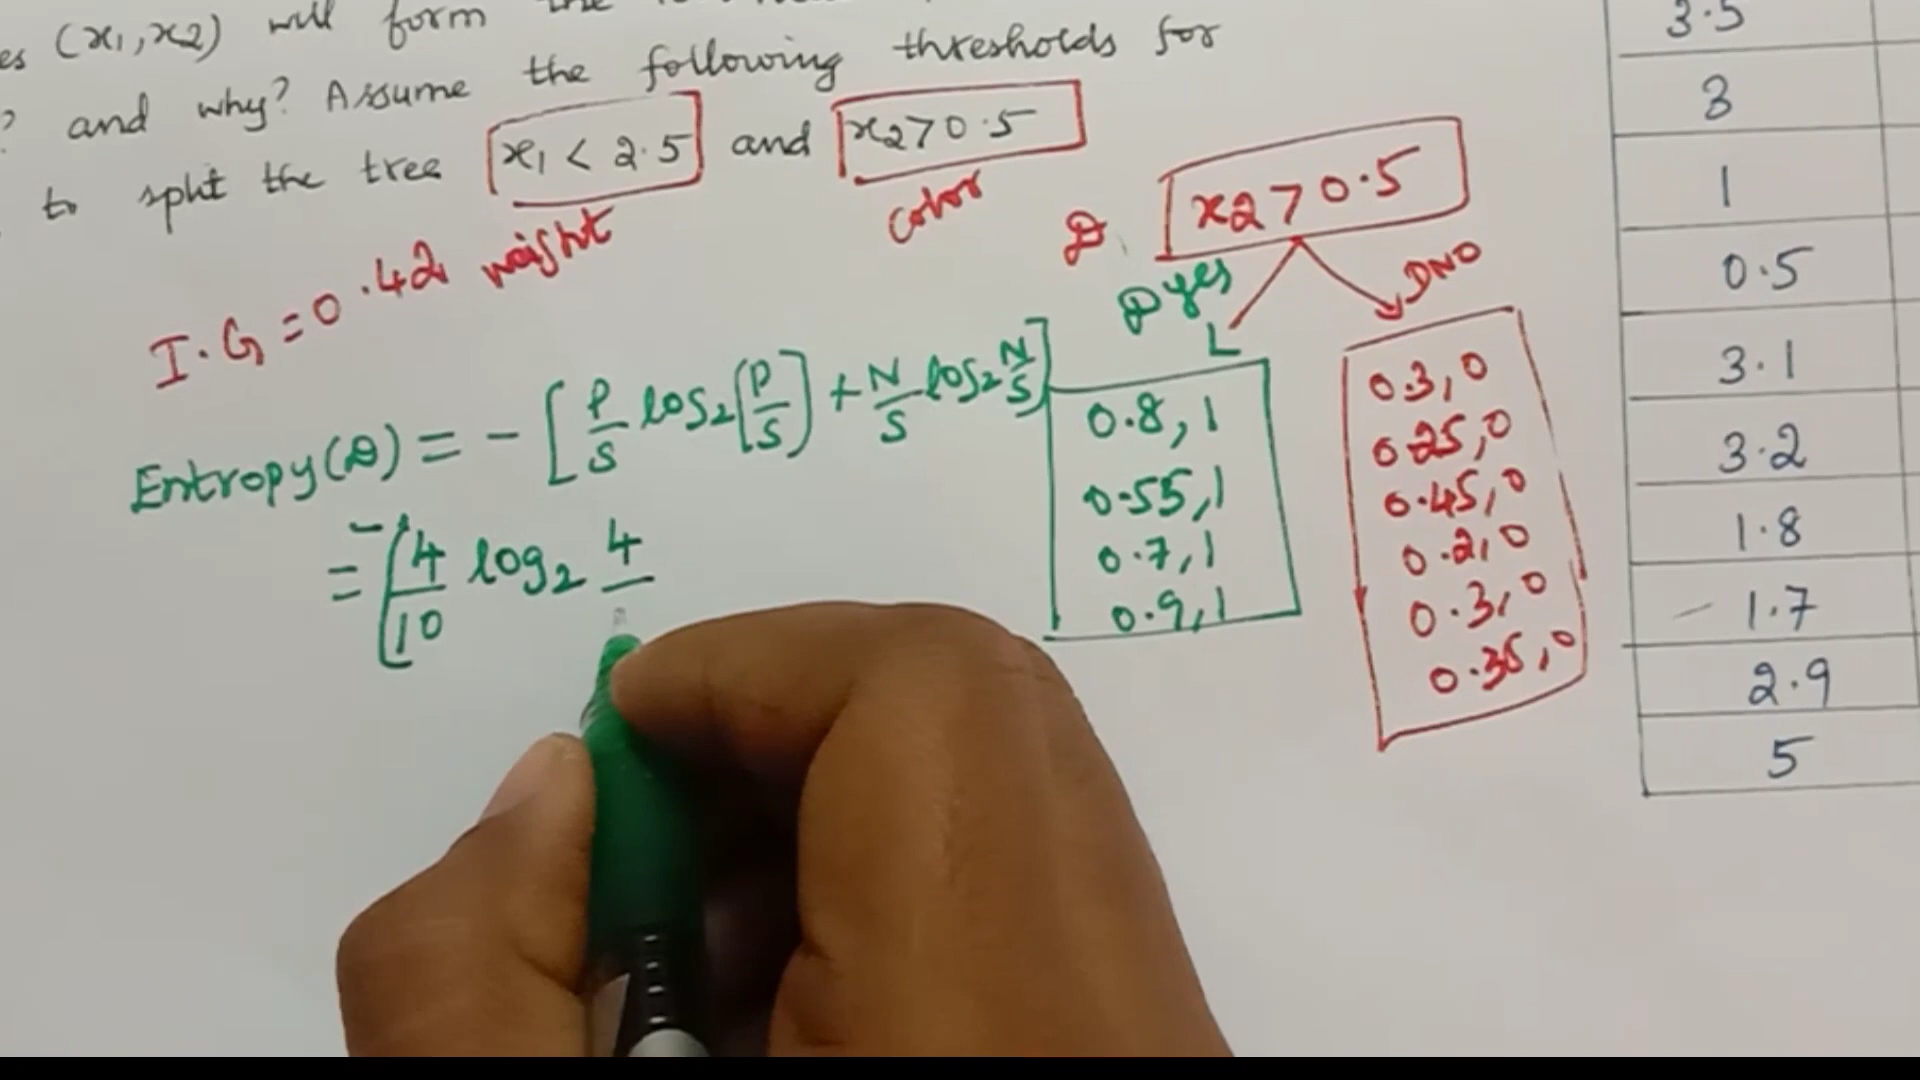 es (x1,x2) will form the
? and why? Assume the following thresholds for
to split the tree x1 < 2.5 and x2>0.5
weight color
I.G = 0.42
D x2>0.5
Dyes DNO
Entropy(D) = - [P/S log2(P/S) + N/S log2 N/S]
= -[4/10 log2 4
0.8,1
0.55,1
0.7,1
0.9,1
0.3,0
0.25,0
0.45,0
0.2,0
0.3,0
0.35,0
3.5
3
1
0.5
3.1
3.2
1.8
1.7
2.9
5